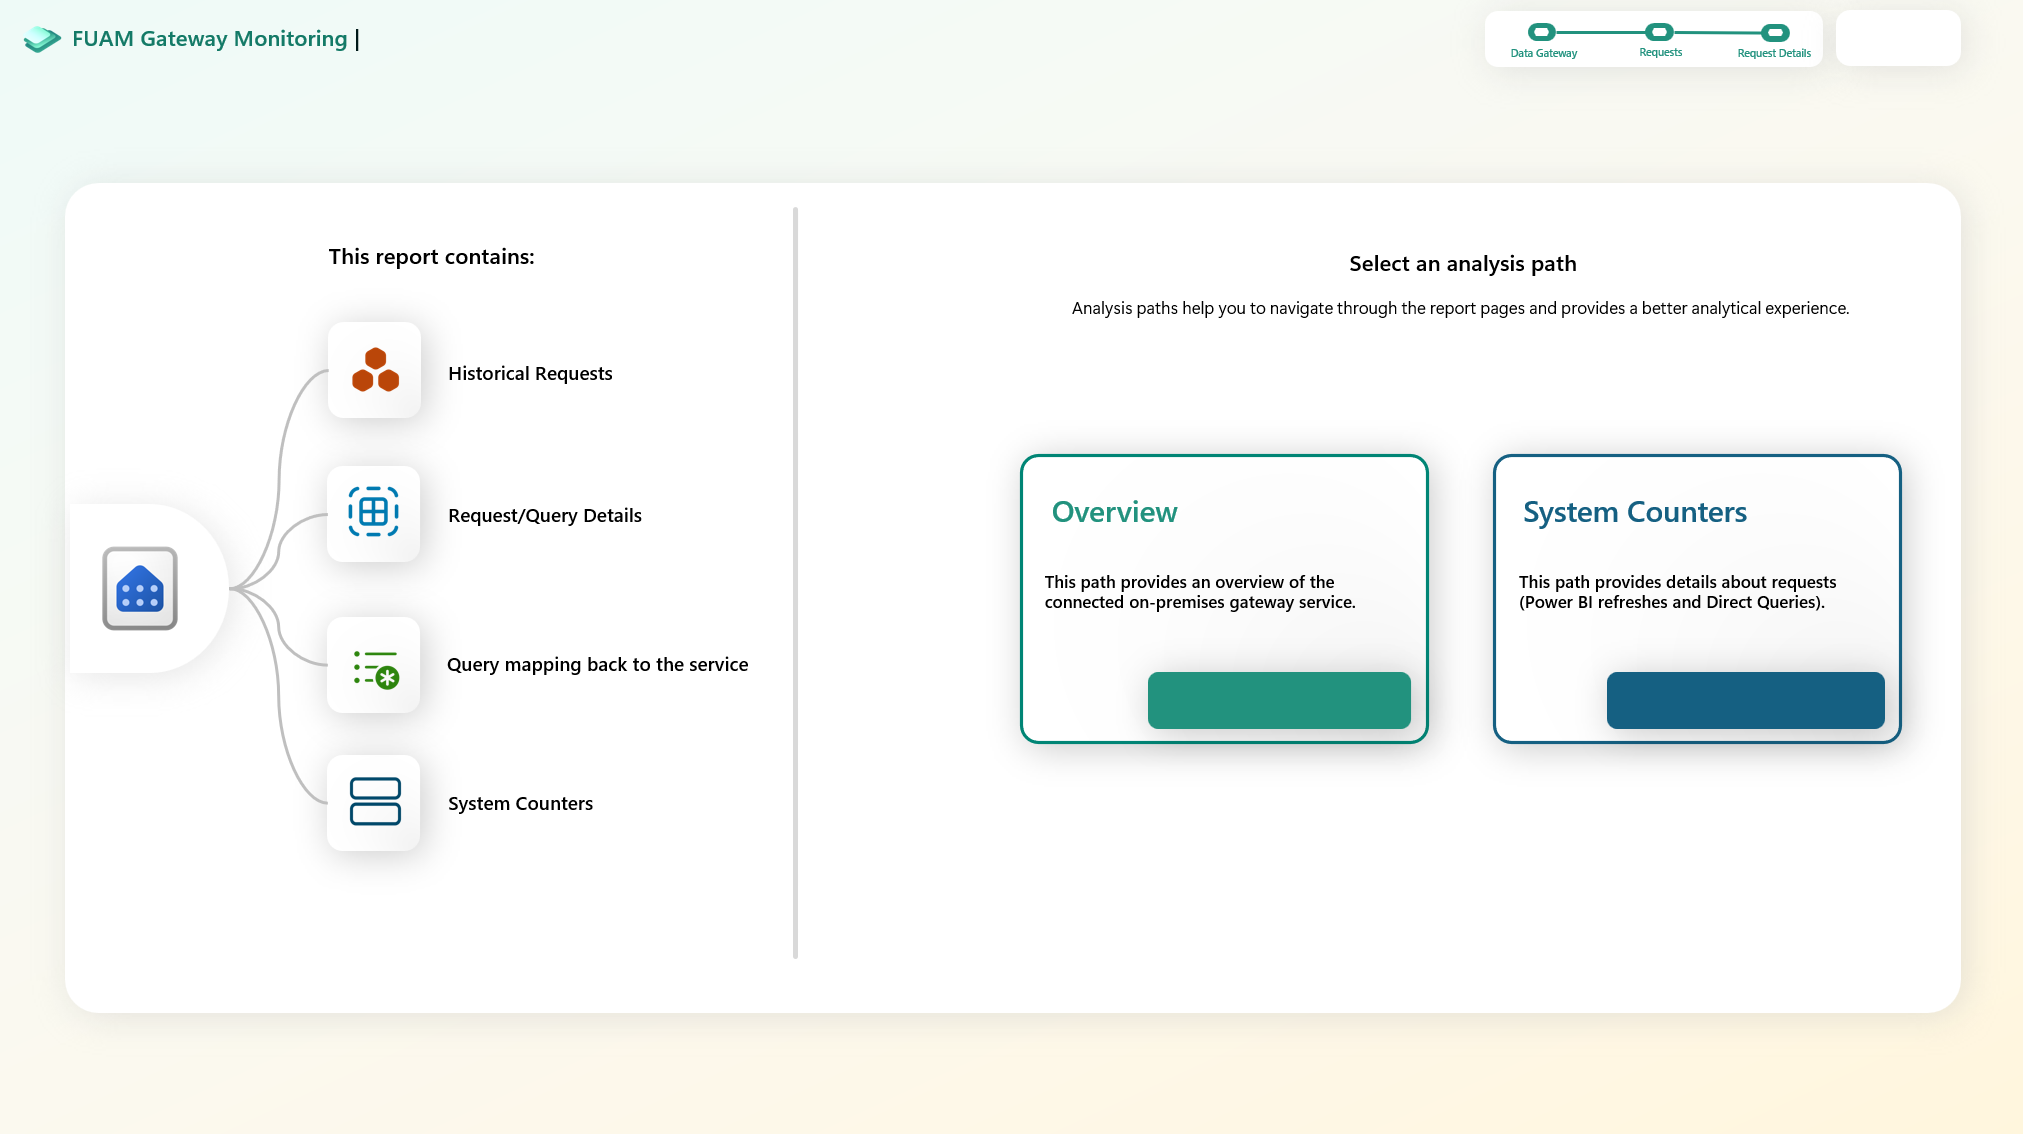 FUAM Gateway Monitoring |
Data Gateway
Requests
Request Details
This report contains:
Historical Requests
Request/Query Details
Query mapping back to the service
System Counters
Select an analysis path
Analysis paths help you to navigate through the report pages and provides a better analytical experience.
Overview
This path provides an overview of the
connected on-premises gateway service.
System Counters
This path provides details about requests
(Power BI refreshes and Direct Queries).